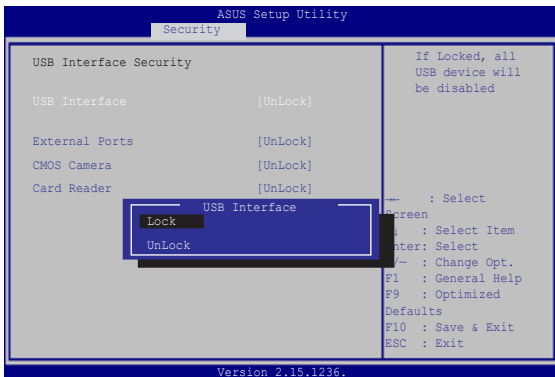 ASUS Setup Utility
Security
USB Interface Security
USB Interface [UnLock]
External Ports [UnLock]
CMOS Camera [UnLock]
Card Reader [UnLock]
USB Interface
Lock
UnLock
If Locked, all
USB device will
be disabled
: Select
Screen
: Select Item
Enter: Select
+/— : Change Opt.
F1 : General Help
F9 : Optimized
Defaults
F10 : Save & Exit
ESC : Exit
Version 2.15.1236.